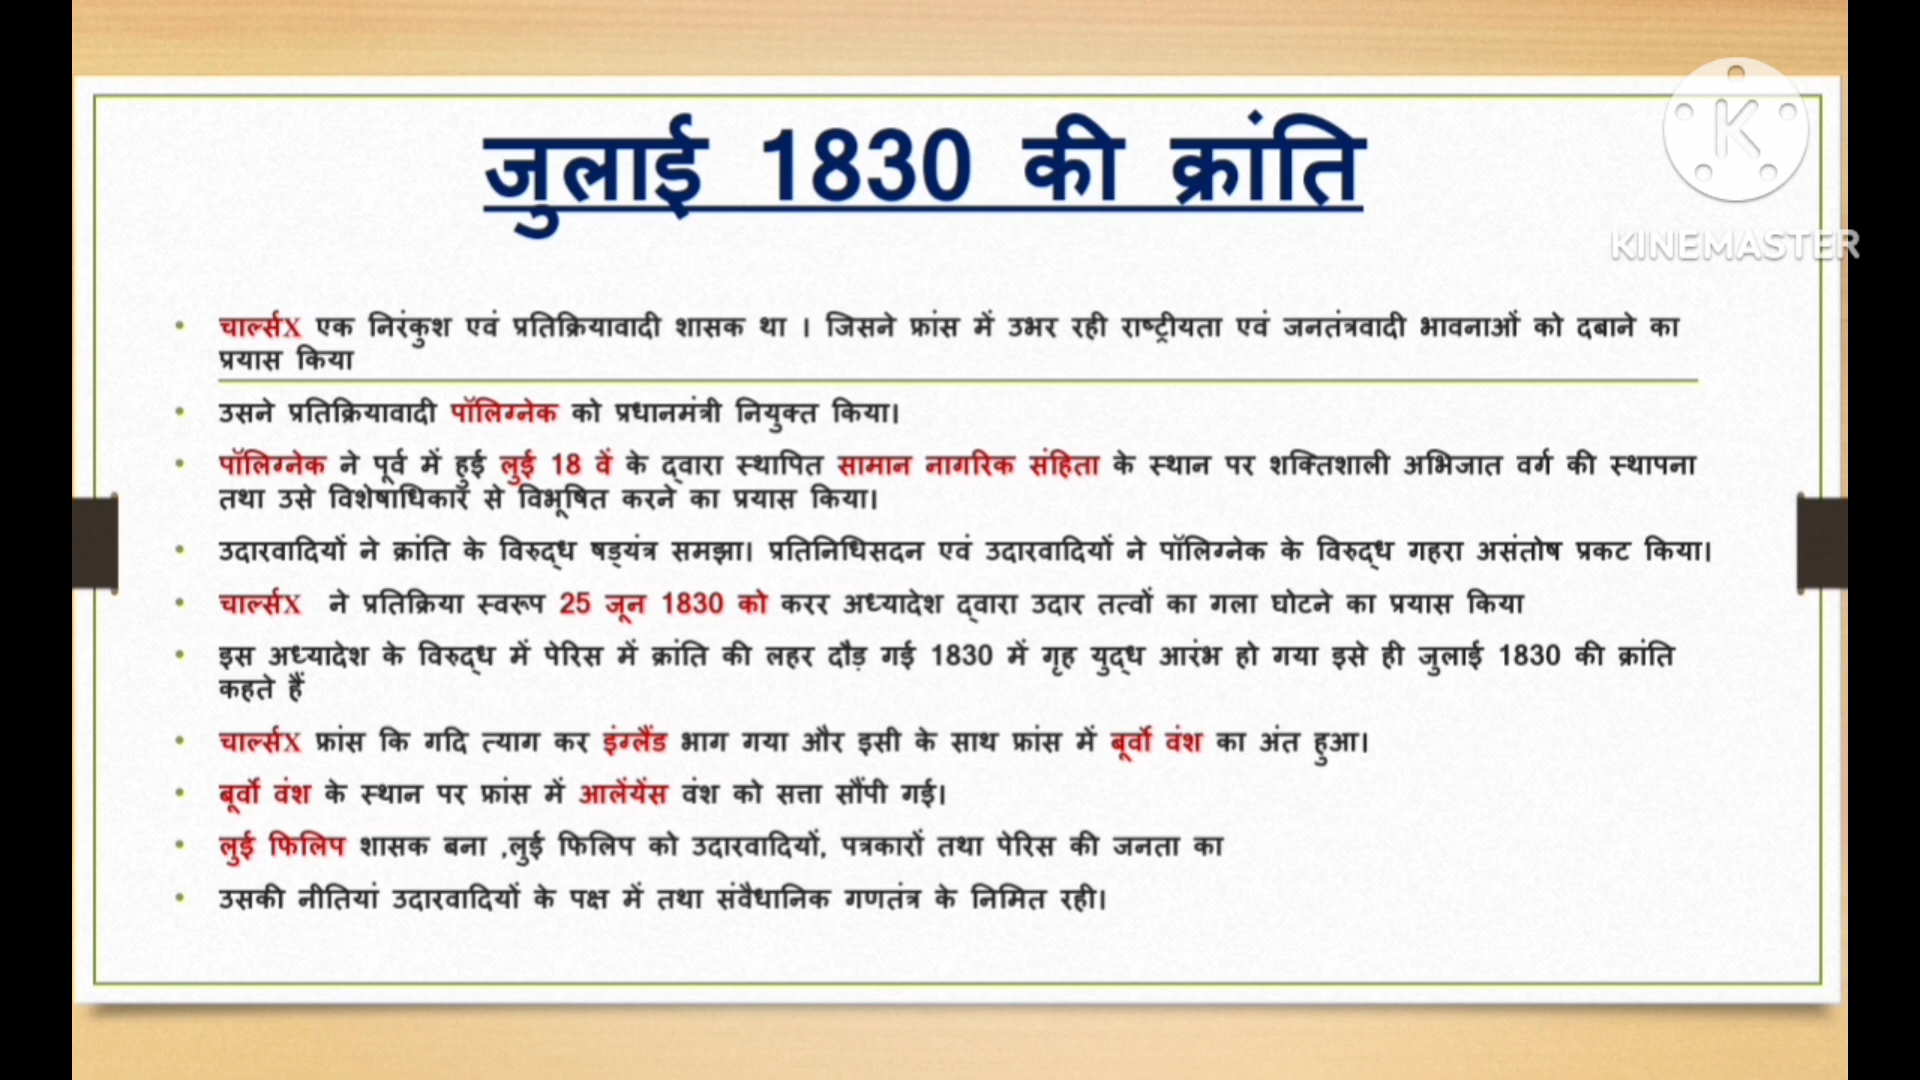 जुलाई 1830 की क्रांति
K
KINEMASTER
• चार्ल्सX एक निरंकुश एवं प्रतिक्रियावादी शासक था । जिसने फ्रांस में उभर रही राष्ट्रीयता एवं जनतंत्रवादी भावनाओं को दबाने का
प्रयास किया
• उसने प्रतिक्रियावादी पॉलिग्नेक को प्रधानमंत्री नियुक्त किया।
• पॉलिग्नेक ने पूर्व में हुई लुई 18 वें के द्वारा स्थापित सामान नागरिक संहिता के स्थान पर शक्तिशाली अभिजात वर्ग की स्थापना
तथा उसे विशेषाधिकार से विभूषित करने का प्रयास किया।
• उदारवादियों ने क्रांति के विरुद्ध षड्यंत्र समझा। प्रतिनिधिसदन एवं उदारवादियों ने पॉलिग्नेक के विरुद्ध गहरा असंतोष प्रकट किया।
• चार्ल्सX ने प्रतिक्रिया स्वरूप 25 जून 1830 को करर अध्यादेश द्वारा उदार तत्वों का गला घोटने का प्रयास किया
• इस अध्यादेश के विरुद्ध में पेरिस में क्रांति की लहर दौड़ गई 1830 में गृह युद्ध आरंभ हो गया इसे ही जुलाई 1830 की क्रांति
कहते हैं
• चार्ल्सX फ्रांस कि गदि त्याग कर इंग्लैंड भाग गया और इसी के साथ फ्रांस में बूर्वो वंश का अंत हुआ।
• बूर्वो वंश के स्थान पर फ्रांस में आलेंयेंस वंश को सत्ता सौंपी गई।
• लुई फिलिप शासक बना ,लुई फिलिप को उदारवादियों, पत्रकारों तथा पेरिस की जनता का
• उसकी नीतियां उदारवादियों के पक्ष में तथा संवैधानिक गणतंत्र के निमित रही।